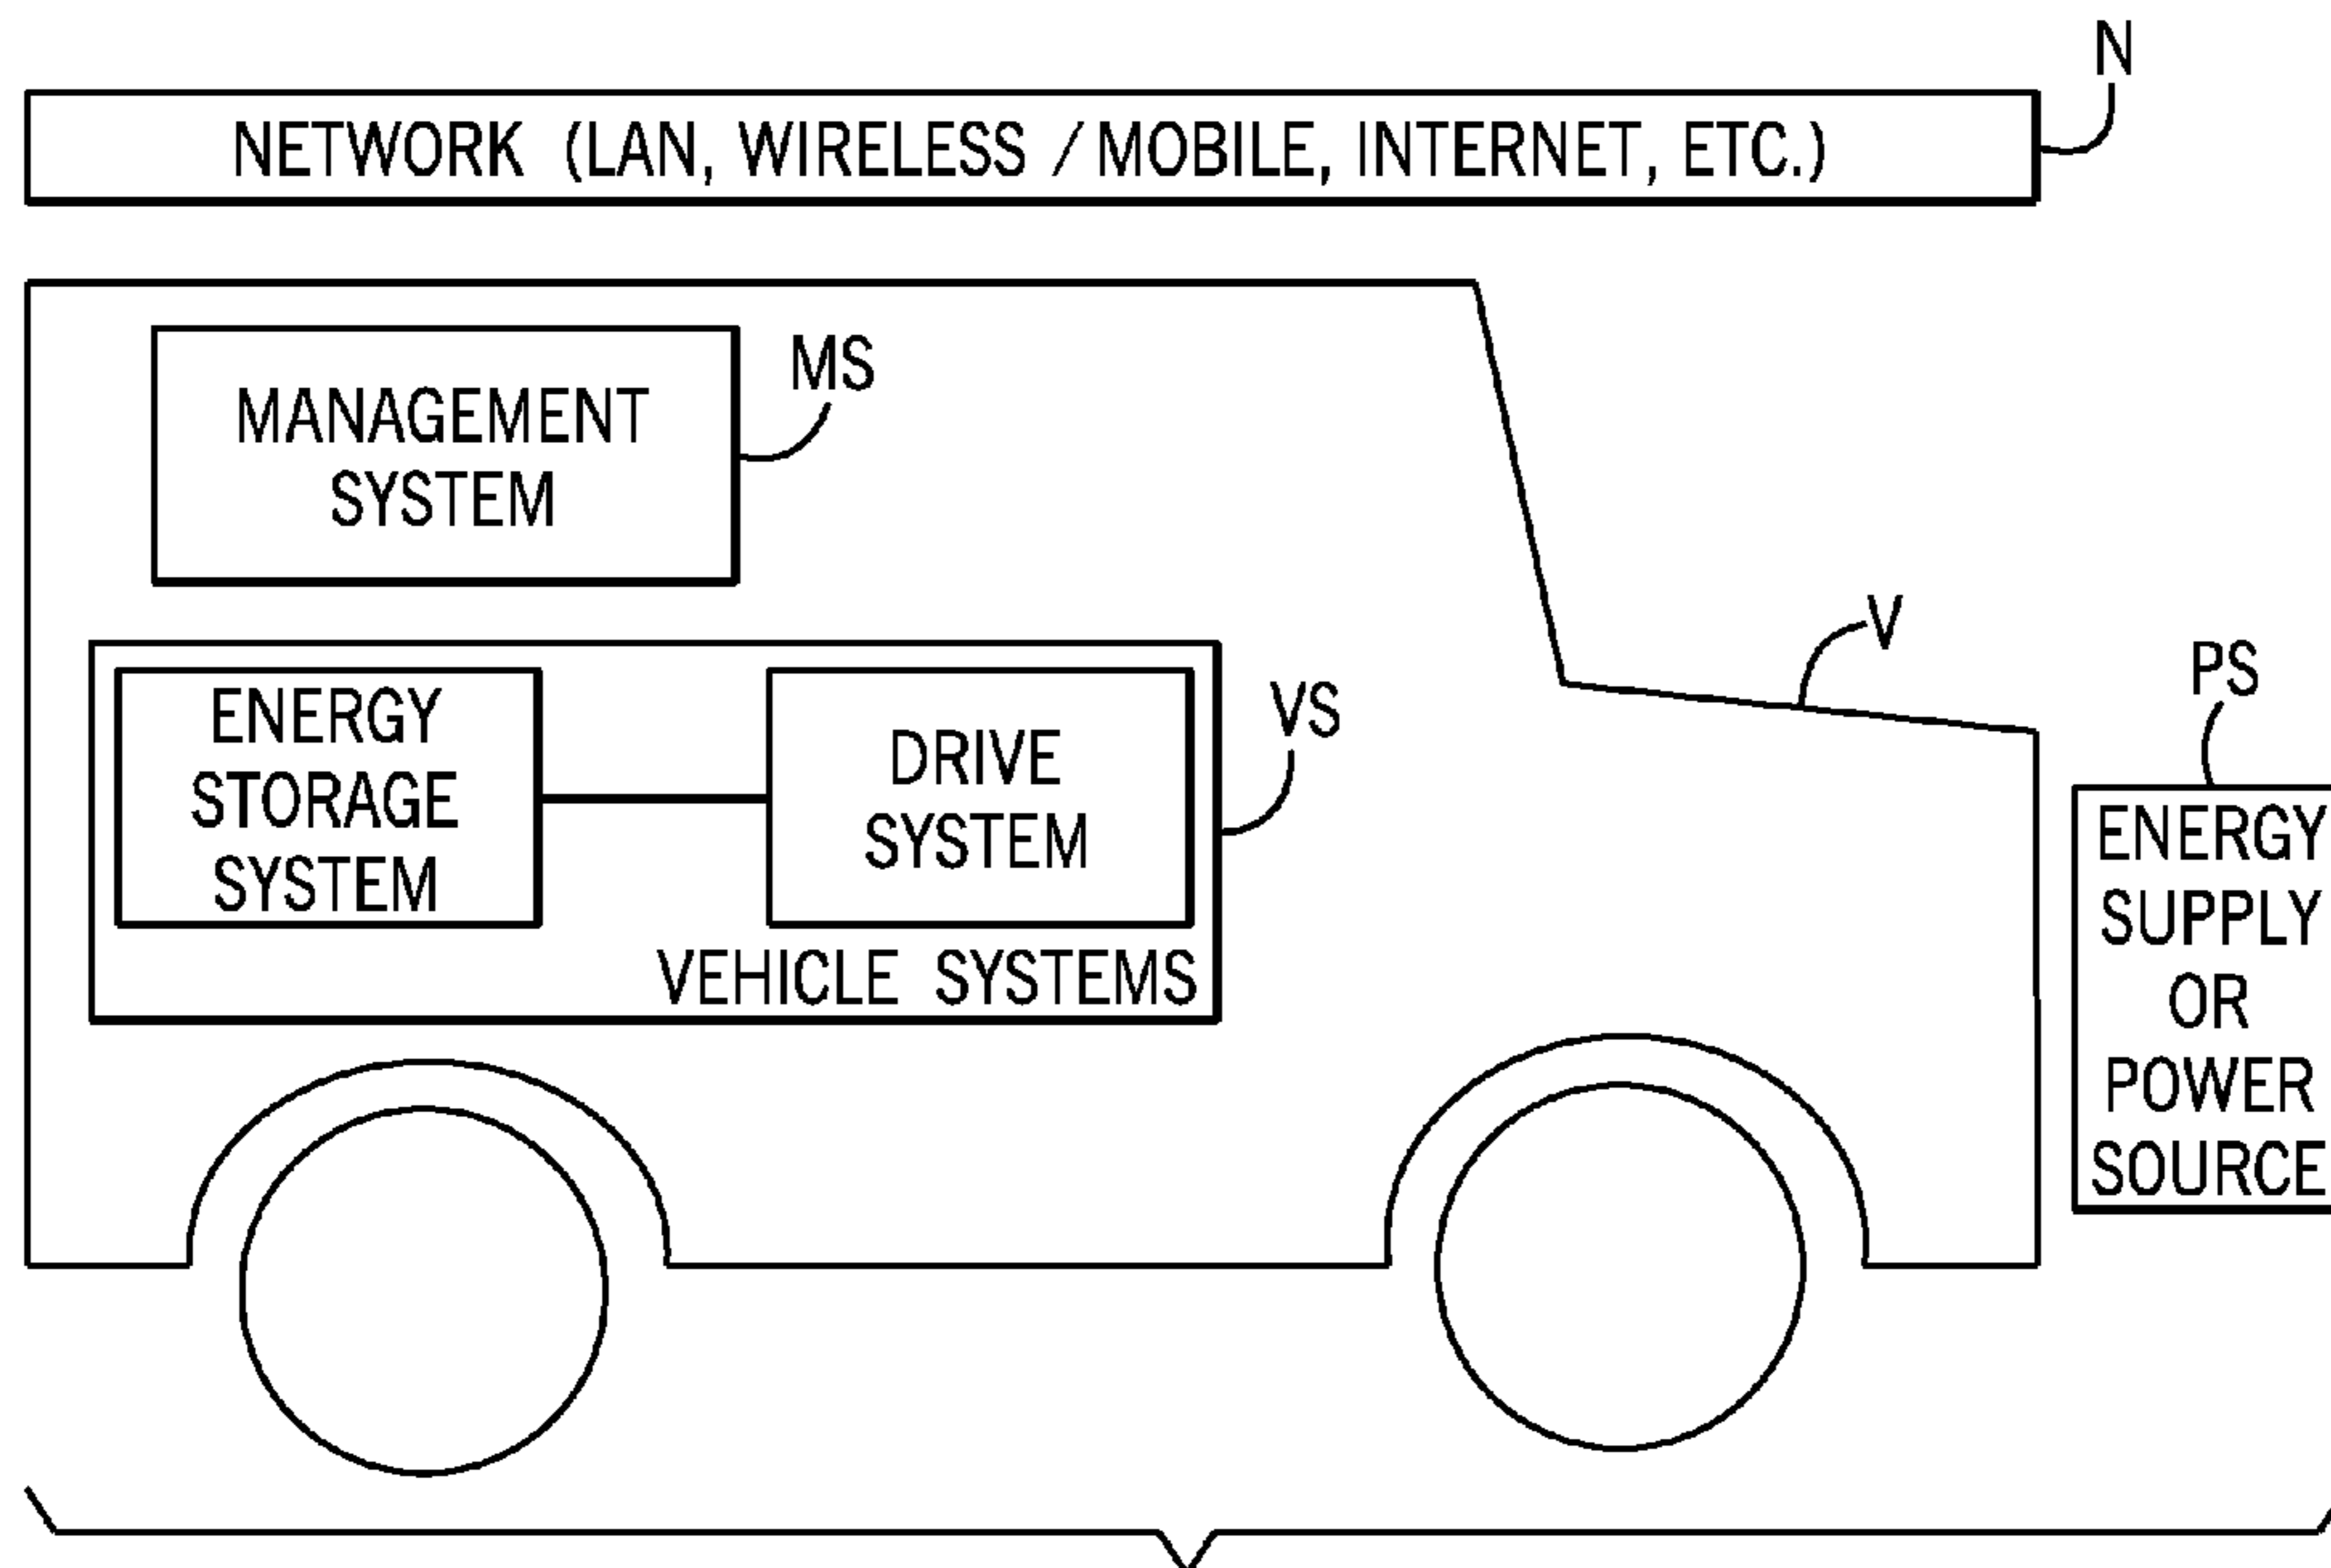 N
NETWORK (LAN, WIRELESS / MOBILE, INTERNET, ETC.)
MANAGEMENT
SYSTEM
MS
ENERGY
STORAGE
SYSTEM
DRIVE
SYSTEM
VEHICLE SYSTEMS
VS
V
PS
ENERGY
SUPPLY
OR
POWER
SOURCE